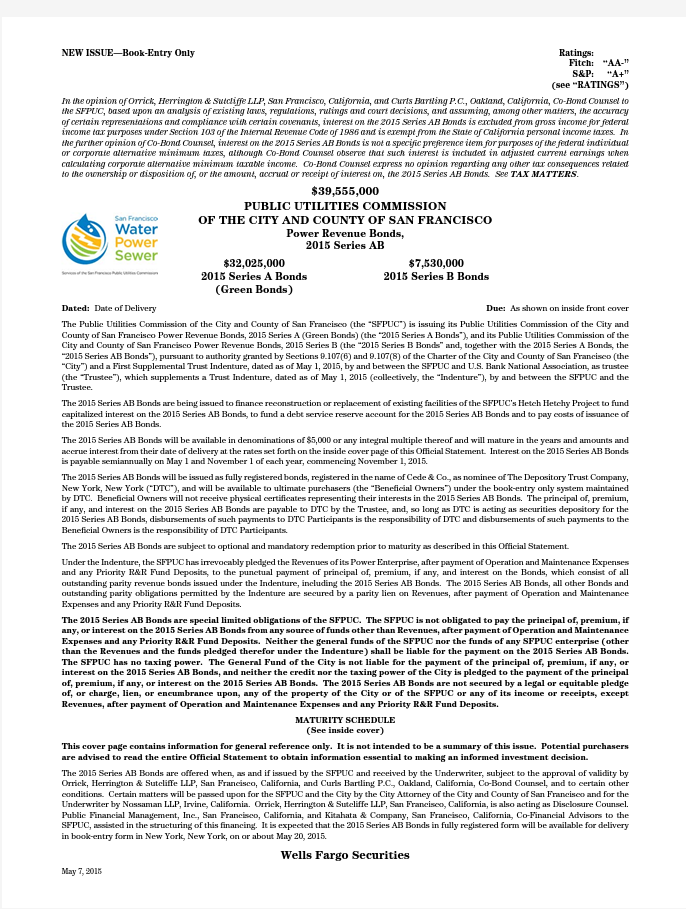 NEW ISSUE—Book-Entry Only
Ratings:
Fitch: “AA-”
S&P: “A+”
(see “RATINGS”)
In the opinion of Orrick, Herrington & Sutcliffe LLP, San Francisco, California, and Curls Bartling P.C., Oakland, California, Co-Bond Counsel to
the SFPUC, based upon an analysis of existing laws, regulations, rulings and court decisions, and assuming, among other matters, the accuracy
of certain representations and compliance with certain covenants, interest on the 2015 Series AB Bonds is excluded from gross income for federal
income tax purposes under Section 103 of the Internal Revenue Code of 1986 and is exempt from the State of California personal income taxes. In
the further opinion of Co-Bond Counsel, interest on the 2015 Series AB Bonds is not a specific preference item for purposes of the federal individual
or corporate alternative minimum taxes, although Co-Bond Counsel observe that such interest is included in adjusted current earnings when
calculating corporate alternative minimum taxable income. Co-Bond Counsel express no opinion regarding any other tax consequences related
to the ownership or disposition of, or the amount, accrual or receipt of interest on, the 2015 Series AB Bonds. See TAX MATTERS.
$39,555,000
PUBLIC UTILITIES COMMISSION
OF THE CITY AND COUNTY OF SAN FRANCISCO
Power Revenue Bonds,
2015 Series AB
San Francisco
Water
Power
Sewer
Services of the San Francisco Public Utilities Commission
$32,025,000
2015 Series A Bonds
(Green Bonds)
$7,530,000
2015 Series B Bonds
Dated: Date of Delivery
Due: As shown on inside front cover
The Public Utilities Commission of the City and County of San Francisco (the “SFPUC”) is issuing its Public Utilities Commission of the City and
County of San Francisco Power Revenue Bonds, 2015 Series A (Green Bonds) (the “2015 Series A Bonds”), and its Public Utilities Commission of the
City and County of San Francisco Power Revenue Bonds, 2015 Series B (the “2015 Series B Bonds” and, together with the 2015 Series A Bonds, the
“2015 Series AB Bonds”), pursuant to authority granted by Sections 9.107(6) and 9.107(8) of the Charter of the City and County of San Francisco (the
“City”) and a First Supplemental Trust Indenture, dated as of May 1, 2015, by and between the SFPUC and U.S. Bank National Association, as trustee
(the “Trustee”), which supplements a Trust Indenture, dated as of May 1, 2015 (collectively, the “Indenture”), by and between the SFPUC and the
Trustee.
The 2015 Series AB Bonds are being issued to finance reconstruction or replacement of existing facilities of the SFPUC’s Hetch Hetchy Project to fund
capitalized interest on the 2015 Series AB Bonds, to fund a debt service reserve account for the 2015 Series AB Bonds and to pay costs of issuance of
the 2015 Series AB Bonds.
The 2015 Series AB Bonds will be available in denominations of $5,000 or any integral multiple thereof and will mature in the years and amounts and
accrue interest from their date of delivery at the rates set forth on the inside cover page of this Official Statement. Interest on the 2015 Series AB Bonds
is payable semiannually on May 1 and November 1 of each year, commencing November 1, 2015.
The 2015 Series AB Bonds will be issued as fully registered bonds, registered in the name of Cede & Co., as nominee of The Depository Trust Company,
New York, New York (“DTC”), and will be available to ultimate purchasers (the “Beneficial Owners”) under the book-entry only system maintained
by DTC. Beneficial Owners will not receive physical certificates representing their interests in the 2015 Series AB Bonds. The principal of, premium,
if any, and interest on the 2015 Series AB Bonds are payable to DTC by the Trustee, and, so long as DTC is acting as securities depository for the
2015 Series AB Bonds, disbursements of such payments to DTC Participants is the responsibility of DTC and disbursements of such payments to the
Beneficial Owners is the responsibility of DTC Participants.
The 2015 Series AB Bonds are subject to optional and mandatory redemption prior to maturity as described in this Official Statement.
Under the Indenture, the SFPUC has irrevocably pledged the Revenues of its Power Enterprise, after payment of Operation and Maintenance Expenses
and any Priority R&R Fund Deposits, to the punctual payment of principal of, premium, if any, and interest on the Bonds, which consist of all
outstanding parity revenue bonds issued under the Indenture, including the 2015 Series AB Bonds. The 2015 Series AB Bonds, all other Bonds and
outstanding parity obligations permitted by the Indenture are secured by a parity lien on Revenues, after payment of Operation and Maintenance
Expenses and any Priority R&R Fund Deposits.
The 2015 Series AB Bonds are special limited obligations of the SFPUC. The SFPUC is not obligated to pay the principal of, premium, if
any, or interest on the 2015 Series AB Bonds from any source of funds other than Revenues, after payment of Operation and Maintenance
Expenses and any Priority R&R Fund Deposits. Neither the general funds of the SFPUC nor the funds of any SFPUC enterprise (other
than the Revenues and the funds pledged therefor under the Indenture) shall be liable for the payment on the 2015 Series AB Bonds.
The SFPUC has no taxing power. The General Fund of the City is not liable for the payment of the principal of, premium, if any, or
interest on the 2015 Series AB Bonds, and neither the credit nor the taxing power of the City is pledged to the payment of the principal
of, premium, if any, or interest on the 2015 Series AB Bonds. The 2015 Series AB Bonds are not secured by a legal or equitable pledge
of, or charge, lien, or encumbrance upon, any of the property of the City or of the SFPUC or any of its income or receipts, except
Revenues, after payment of Operation and Maintenance Expenses and any Priority R&R Fund Deposits.
MATURITY SCHEDULE
(See inside cover)
This cover page contains information for general reference only. It is not intended to be a summary of this issue. Potential purchasers
are advised to read the entire Official Statement to obtain information essential to making an informed investment decision.
The 2015 Series AB Bonds are offered when, as and if issued by the SFPUC and received by the Underwriter, subject to the approval of validity by
Orrick, Herrington & Sutcliffe LLP, San Francisco, California, and Curls Bartling P.C., Oakland, California, Co-Bond Counsel, and to certain other
conditions. Certain matters will be passed upon for the SFPUC and the City by the City Attorney of the City and County of San Francisco and for the
Underwriter by Nossaman LLP, Irvine, California. Orrick, Herrington & Sutcliffe LLP, San Francisco, California, is also acting as Disclosure Counsel.
Public Financial Management, Inc., San Francisco, California, and Kitahata & Company, San Francisco, California, Co-Financial Advisors to the
SFPUC, assisted in the structuring of this financing. It is expected that the 2015 Series AB Bonds in fully registered form will be available for delivery
in book-entry form in New York, New York, on or about May 20, 2015.
Wells Fargo Securities
May 7, 2015